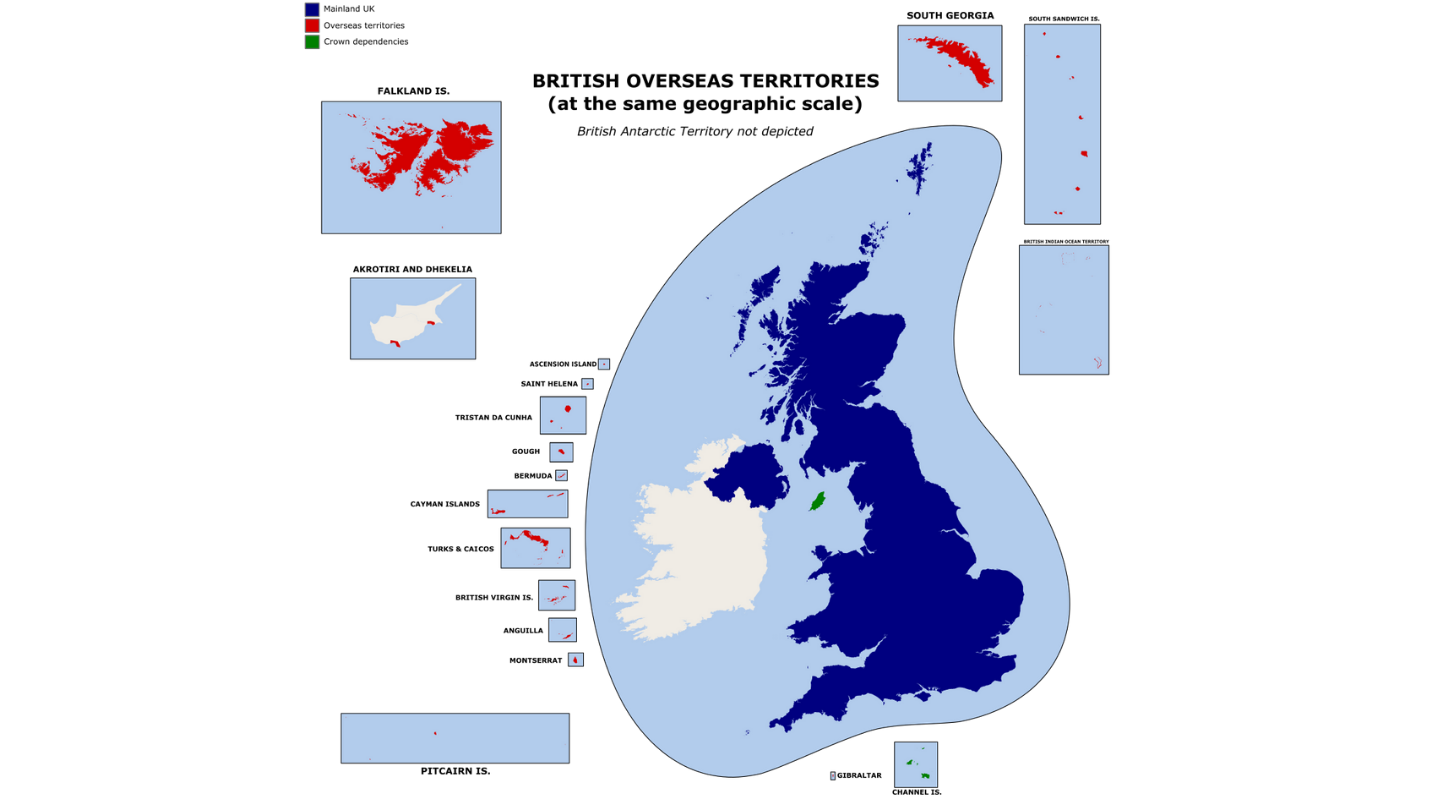 Mainland UK
Overseas territories
Crown dependencies
SOUTH GEORGIA
SOUTH SANDWICH IS.
BRITISH OVERSEAS TERRITORIES
(at the same geographic scale)
British Antarctic Territory not depicted
FALKLAND IS.
BRITISH INDIAN OCEAN TERRITORY
AKROTIRI AND DHEKELIA
ASCENSION ISLAND
SAINT HELENA
TRISTAN DA CUNHA
GOUGH
BERMUDA
CAYMAN ISLANDS
TURKS & CAICOS
BRITISH VIRGIN IS.
ANGUILLA
MONTSERRAT
PITCAIRN IS.
GIBRALTAR
CHANNEL IS.